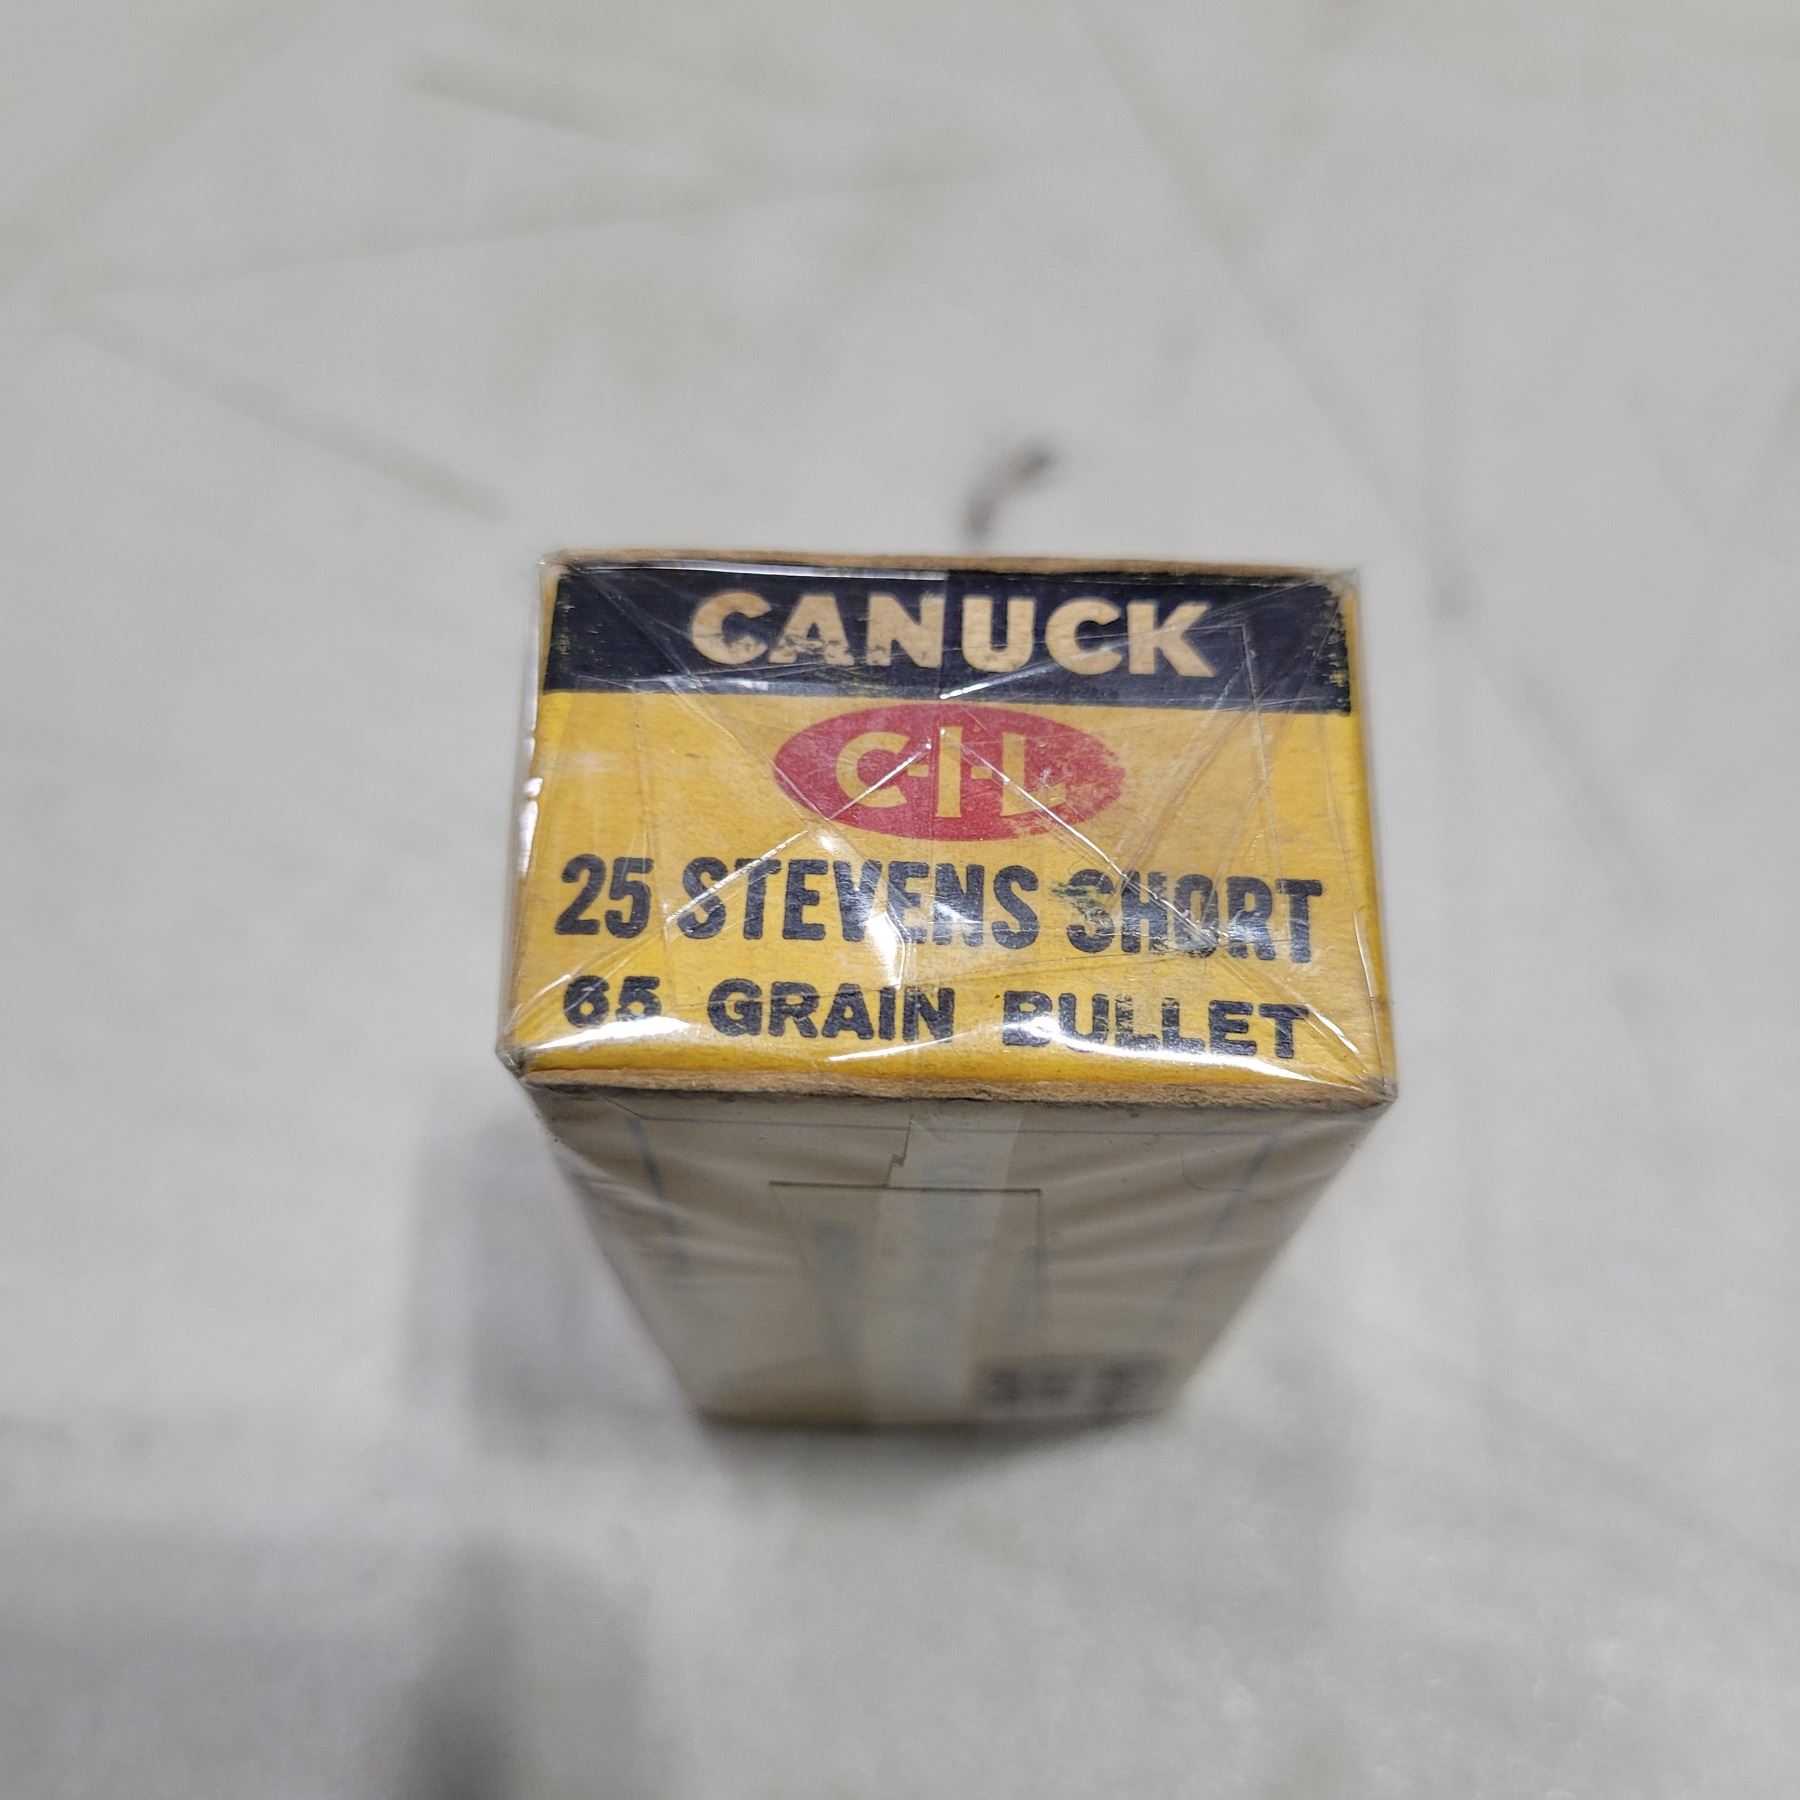 CANUCK
C-I-L
25 STEVENS SHORT
65 GRAIN BULLET